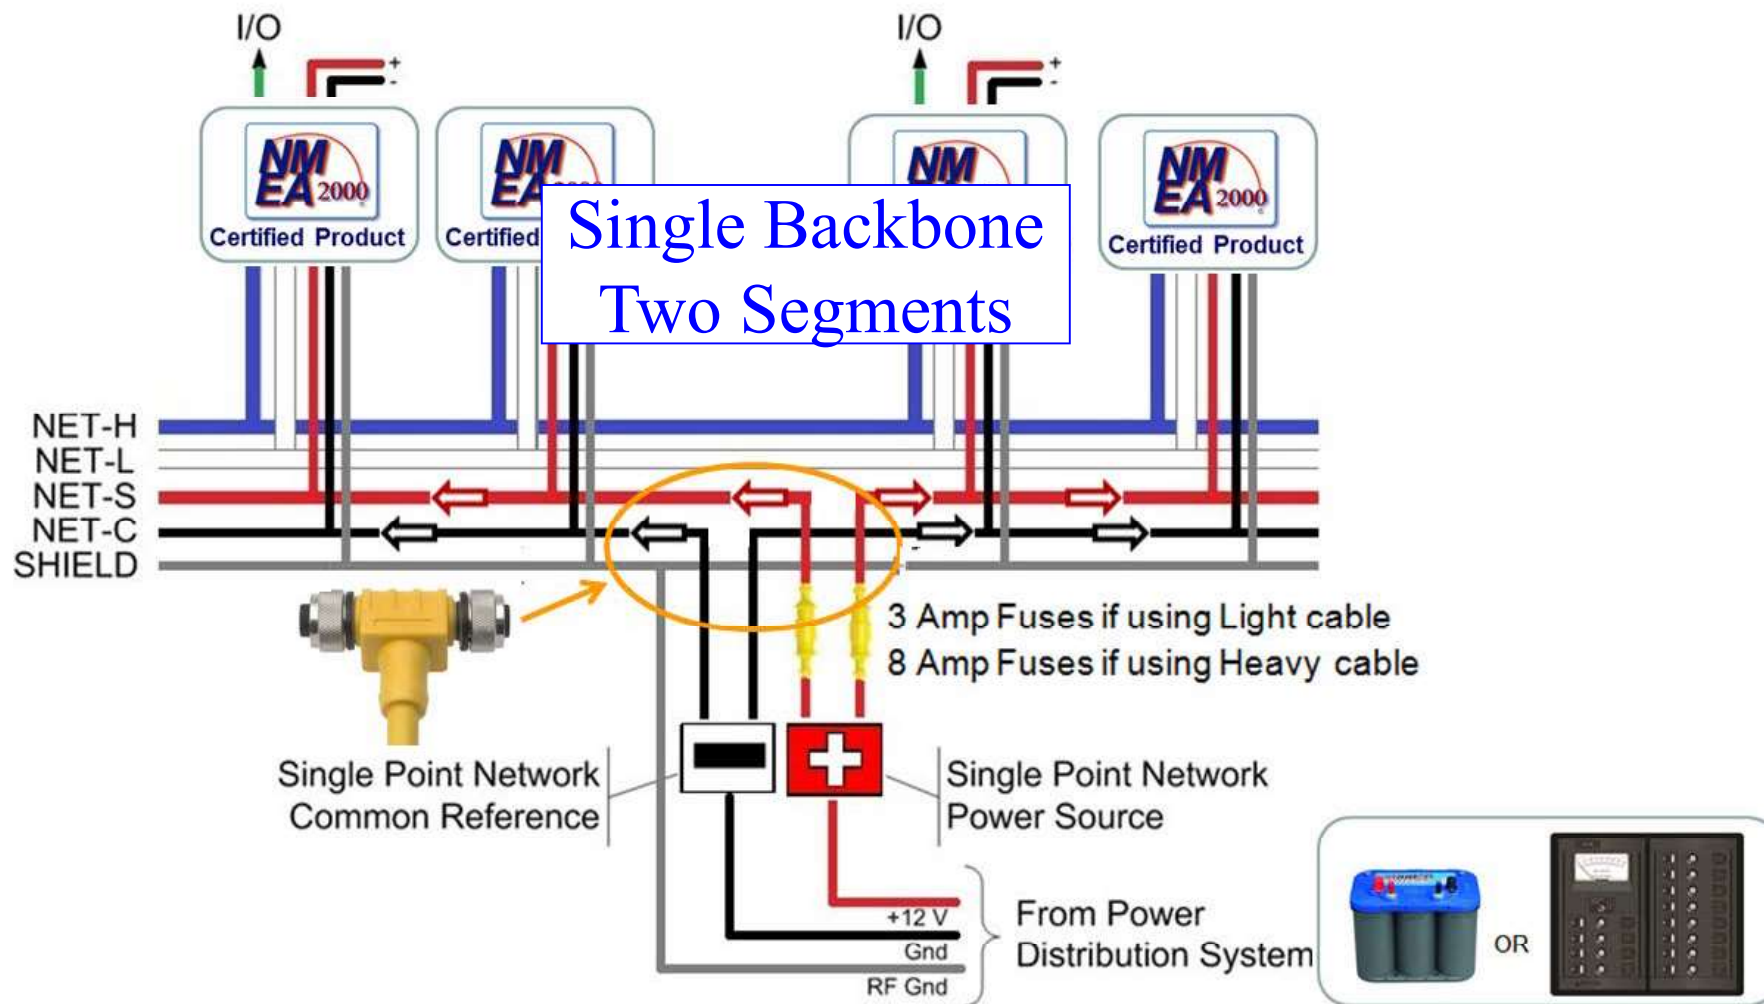 I/O
I/O
+
-
+
-
NM
EA 2000
Certified Product
NM
EA
Certified
NM
NM
EA 2000
Certified Product
Single Backbone
Two Segments
NET-H
NET-L
NET-S
NET-C
SHIELD
3 Amp Fuses if using Light cable
8 Amp Fuses if using Heavy cable
Single Point Network
Common Reference
Single Point Network
Power Source
+12 V
Gnd
RF Gnd
From Power
Distribution System
OR